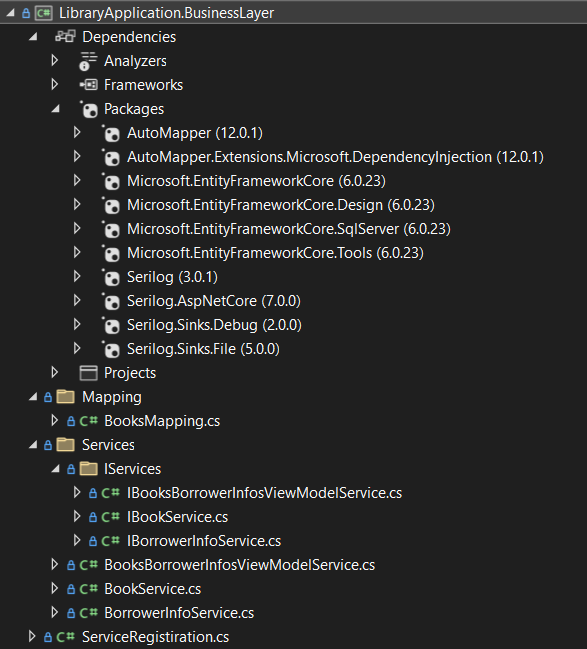 C# LibraryApplication.BusinessLayer
Dependencies
Analyzers
Frameworks
Packages
AutoMapper (12.0.1)
AutoMapper.Extensions.Microsoft.DependencyInjection (12.0.1)
Microsoft.EntityFrameworkCore (6.0.23)
Microsoft.EntityFrameworkCore.Design (6.0.23)
Microsoft.EntityFrameworkCore.SqlServer (6.0.23)
Microsoft.EntityFrameworkCore.Tools (6.0.23)
Serilog (3.0.1)
Serilog.AspNetCore (7.0.0)
Serilog.Sinks.Debug (2.0.0)
Serilog.Sinks.File (5.0.0)
Projects
Mapping
C# BooksMapping.cs
Services
IServices
C# IBooksBorrowerInfosViewModelService.cs
C# IBookService.cs
C# IBorrowerInfoService.cs
C# BooksBorrowerInfosViewModelService.cs
C# BookService.cs
C# BorrowerInfoService.cs
C# ServiceRegistiration.cs